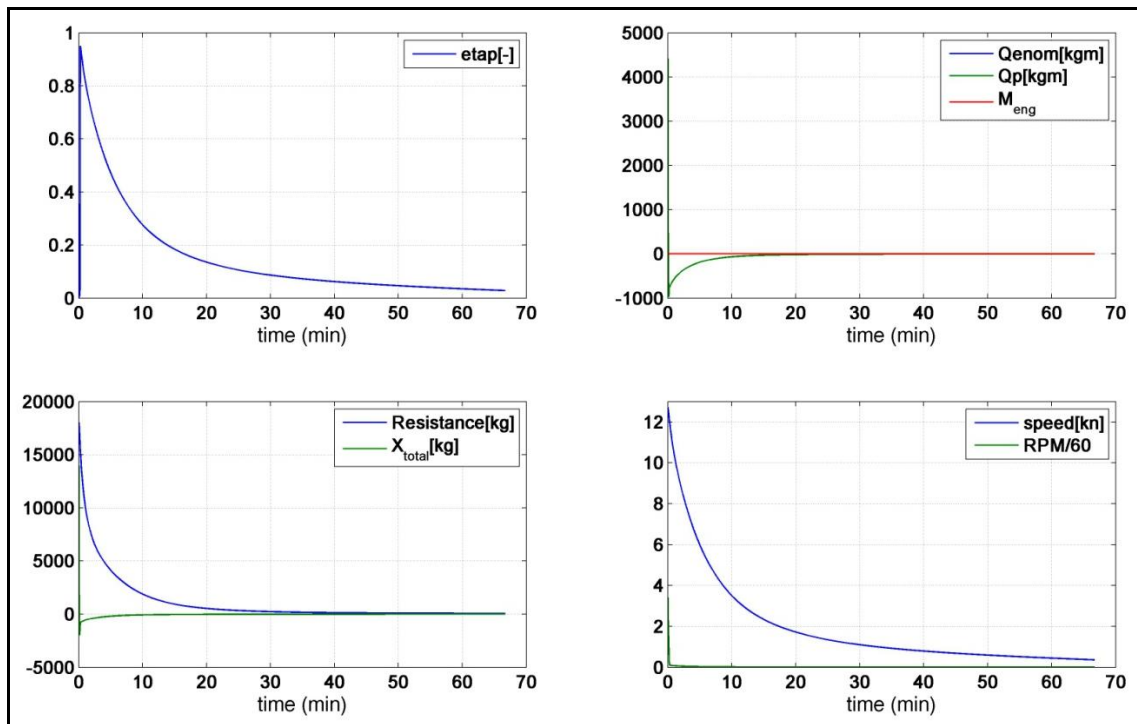 1
0.8
0.6
0.4
0.2
0
0 10 20 30 40 50 60 70
time (min)
etap[-]
5000
4000
3000
2000
1000
0
-1000
0 10 20 30 40 50 60 70
time (min)
Qenom[kgm]
Qp[kgm]
M_eng
20000
15000
10000
5000
0
-5000
0 10 20 30 40 50 60 70
time (min)
Resistance[kg]
X_total[kg]
12
10
8
6
4
2
0
0 10 20 30 40 50 60 70
time (min)
speed[kn]
RPM/60